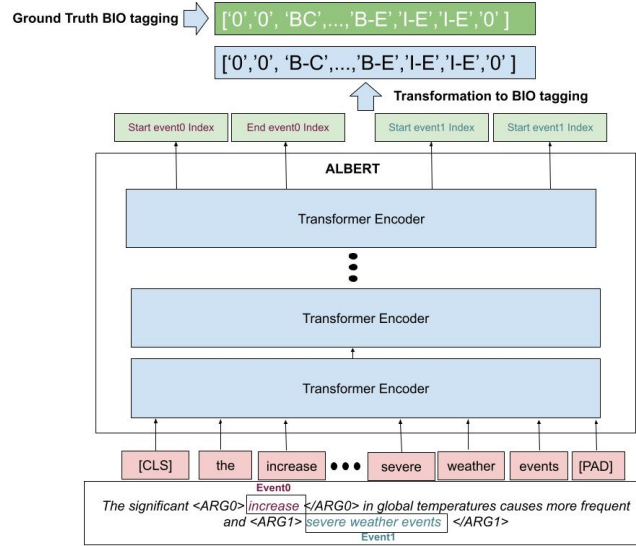 Ground Truth BIO tagging
['0','0', 'BC',...,'B-E','I-E','I-E','0' ]
['0','0', 'B-C',...,'B-E','I-E','I-E','0' ]
Transformation to BIO tagging
Start event0 Index
End event0 Index
Start event1 Index
Start event1 Index
ALBERT
Transformer Encoder
Transformer Encoder
Transformer Encoder
[CLS]
the
increase
severe
weather
events
[PAD]
Event0
The significant <ARG0> increase </ARG0> in global temperatures causes more frequent
and <ARG1> severe weather events </ARG1>
Event1